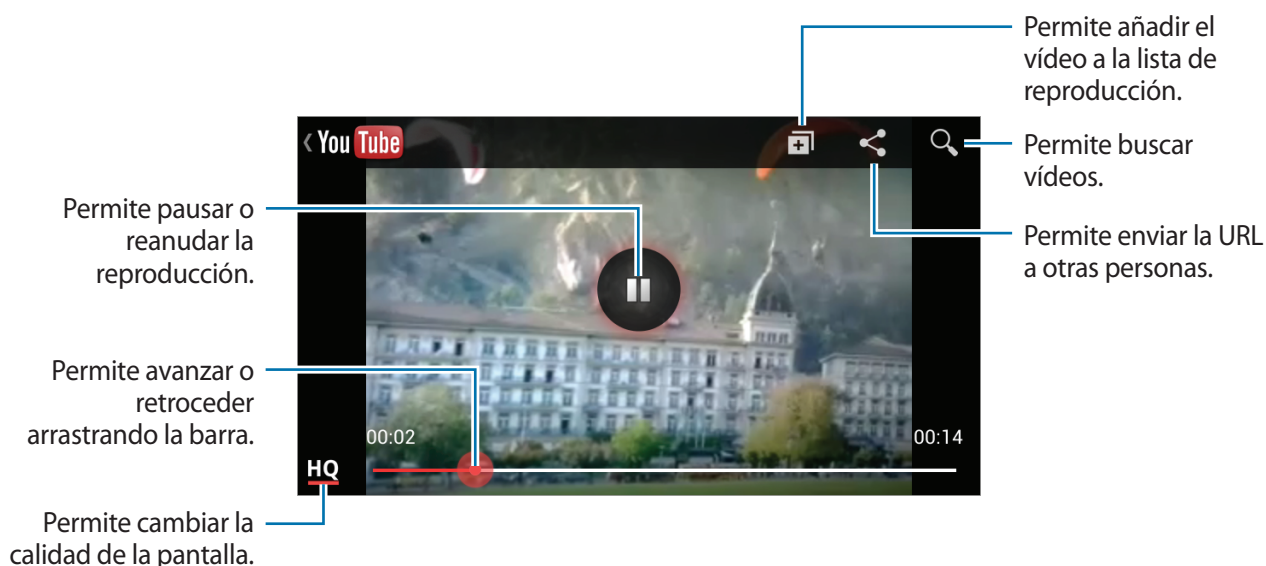 Permite añadir el
vídeo a la lista de
reproducción.
You Tube
Permite buscar
vídeos.
Permite pausar o
reanudar la
reproducción.
Permite enviar la URL
a otras personas.
Permite avanzar o
retroceder
arrastrando la barra.
00:02
00:14
HQ
Permite cambiar la
calidad de la pantalla.